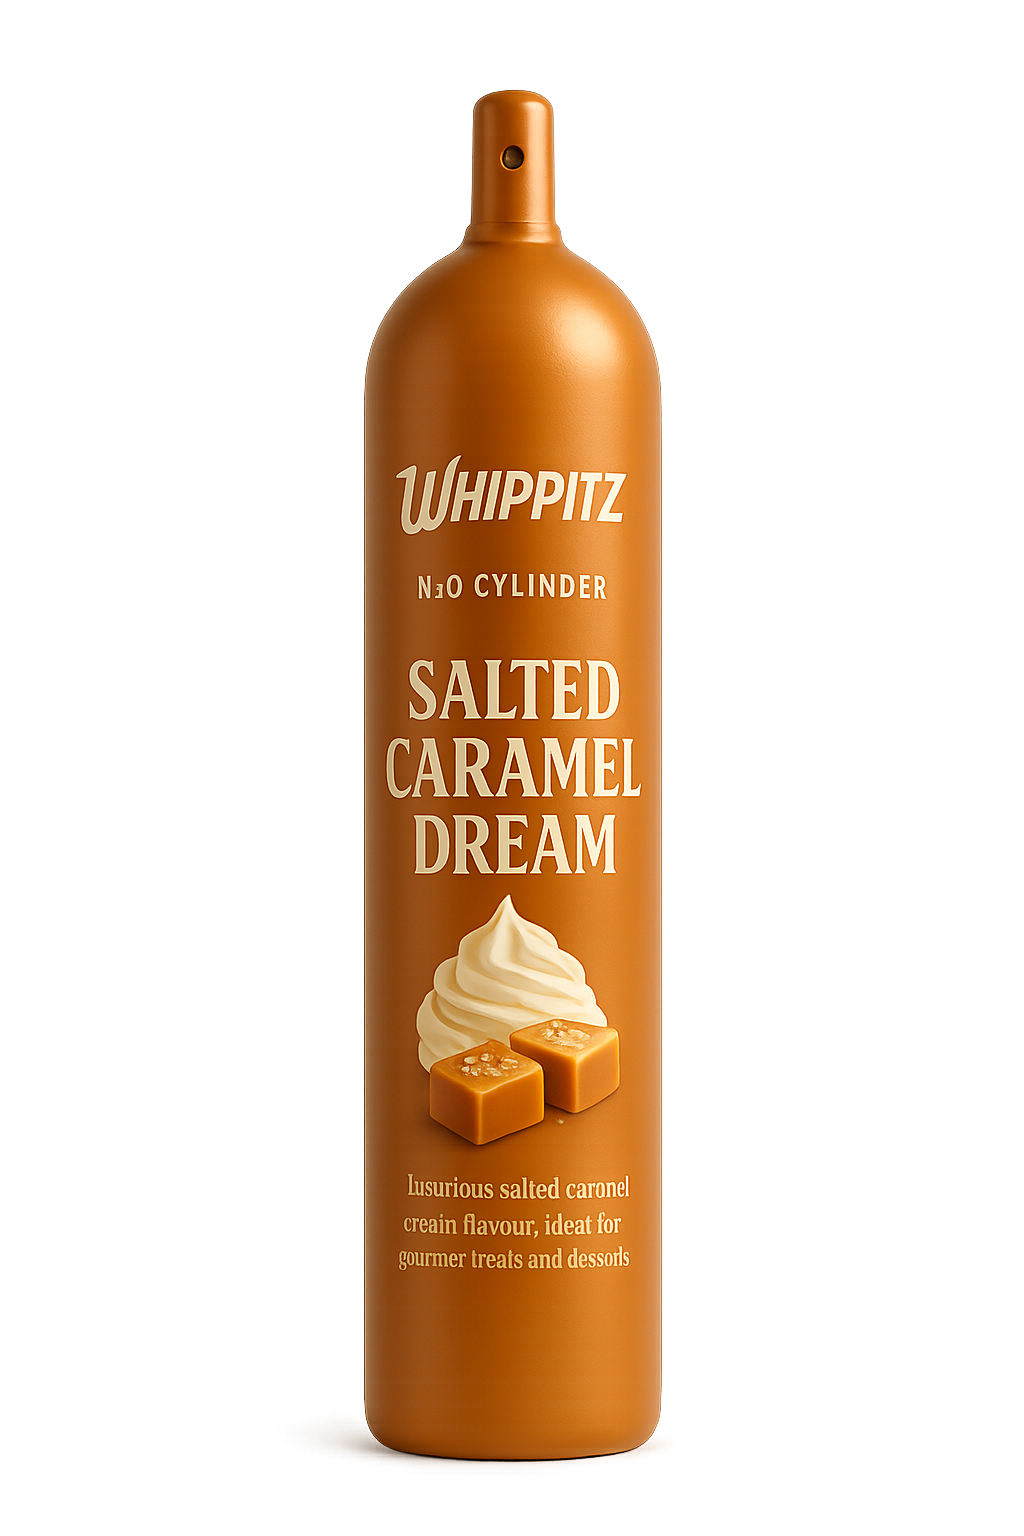 WHIPPITZ
N₂O CYLINDER
SALTED
CARAMEL
DREAM
Lusurious salted caronel
creain flavour, ideat for
gourmer treats and dessorls